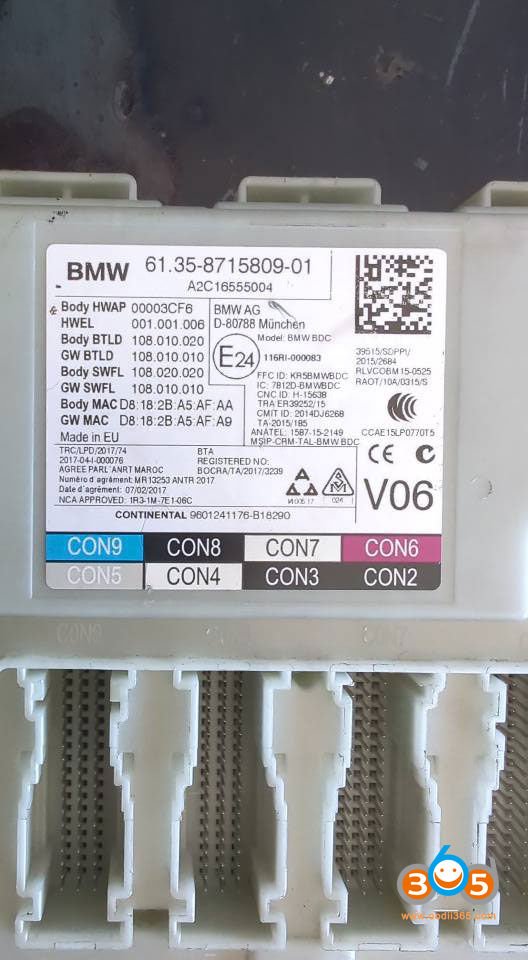 BMW 61.35-8715809-01
A2C16555004
Body HWAP 00003CF6
HWEL 001.001.006
Body BTLD 108.010.020
GW BTLD 108.010.010
Body SWFL 108.020.020
GW SWFL 108.010.010
Body MAC D8:18:2B:A5:AF:AA
GW MAC D8:18:2B:A5:AF:A9
Made in EU
BMW AG
D-80788 München
Model: BMW BDC
E24
116RI-000083
FFC ID: KR5BMWBDC
IC: 7812D-BMWBDC
CNC ID: H-15638
TRA ER39252/15
CMIT ID: 2014DJ6268
TA-2015/185
ANATEL: 1587-15-2149
MSIP-CRM-TAL-BMW BDC
39515/SDPPI/
2015/2684
RLVCOBM15-0525
RAOT/10A/0315/S
CCAE15LP0770T5
CE
TRC/LPD/2017/74
2017-04-I-000076
AGREE PARL'ANRT MAROC
Numéro d'agrément: MR13253 ANTR 2017
Date d'agrément: 07/02/2017
NCA APPROVED: 1R3-1M-7E1-06C
BTA
REGISTERED NO:
BOCRA/TA/2017/3239
024
V06
CONTINENTAL 9601241176-B18290
CON9 CON8 CON7 CON6
CON5 CON4 CON3 CON2
CON7
365
www.obdii365.com